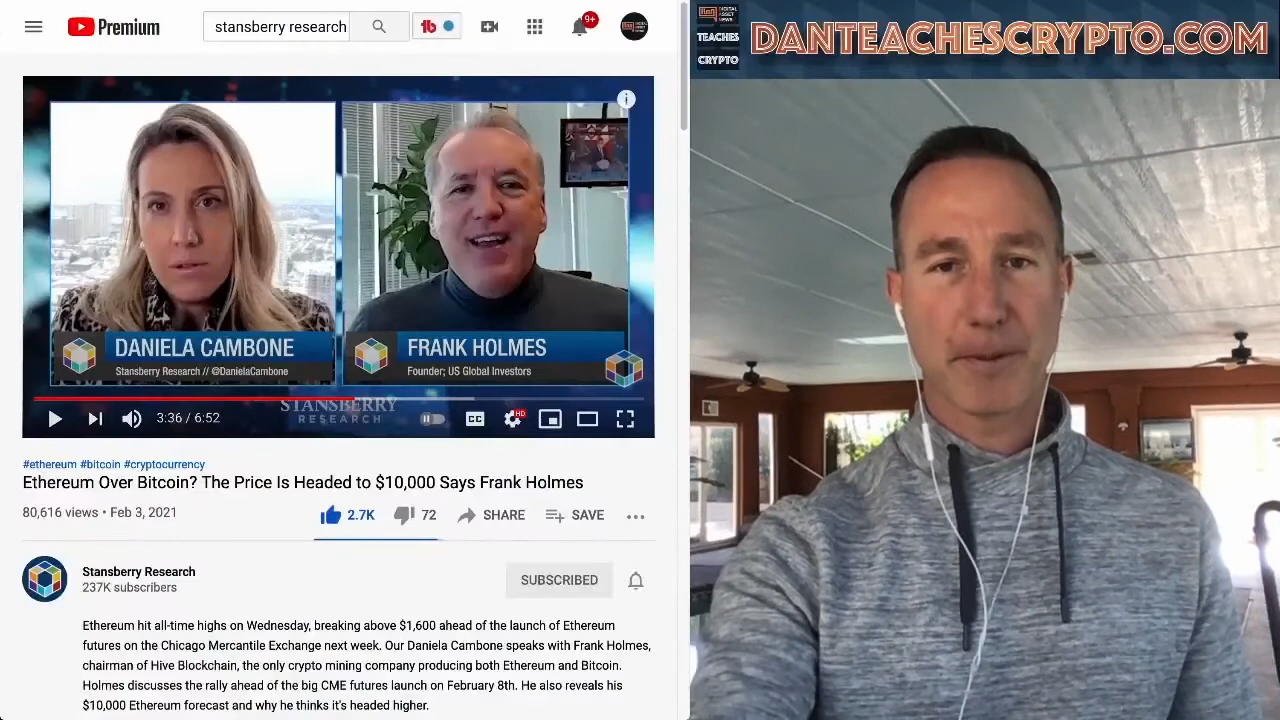 Premium
stansberry research
9+
DIGITAL
ASSET
NEWS
TEACHES
CRYPTO
DANTEACHESCRYPTO.COM
DANIELA CAMBONE
Stansberry Research // @DanielaCambone
FRANK HOLMES
Founder; US Global Investors
STANSBERRY
RESEARCH
3:36 / 6:52
CC
HD
#ethereum #bitcoin #cryptocurrency
Ethereum Over Bitcoin? The Price Is Headed to $10,000 Says Frank Holmes
80,616 views • Feb 3, 2021
2.7K
72
SHARE
SAVE
Stansberry Research
237K subscribers
SUBSCRIBED
Ethereum hit all-time highs on Wednesday, breaking above $1,600 ahead of the launch of Ethereum
futures on the Chicago Mercantile Exchange next week. Our Daniela Cambone speaks with Frank Holmes,
chairman of Hive Blockchain, the only crypto mining company producing both Ethereum and Bitcoin.
Holmes discusses the rally ahead of the big CME futures launch on February 8th. He also reveals his
$10,000 Ethereum forecast and why he thinks it's headed higher.